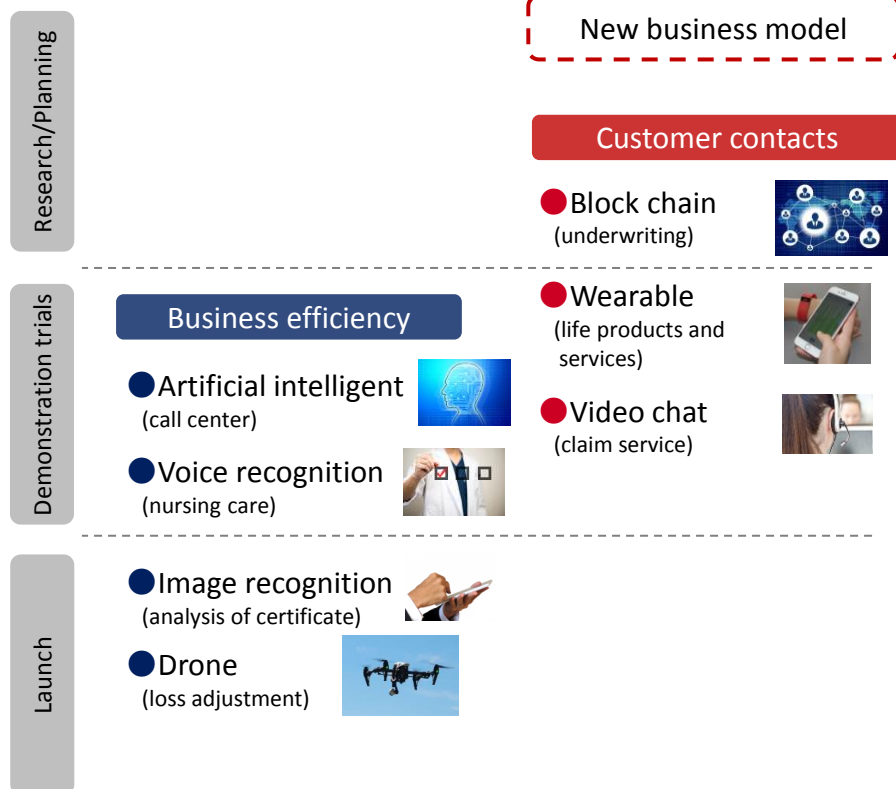 Research/Planning
New business model
Customer contacts
Block chain
(underwriting)
Demonstration trials
Business efficiency
Artificial intelligent
(call center)
Voice recognition
(nursing care)
Wearable
(life products and
services)
Video chat
(claim service)
Launch
Image recognition
(analysis of certificate)
Drone
(loss adjustment)